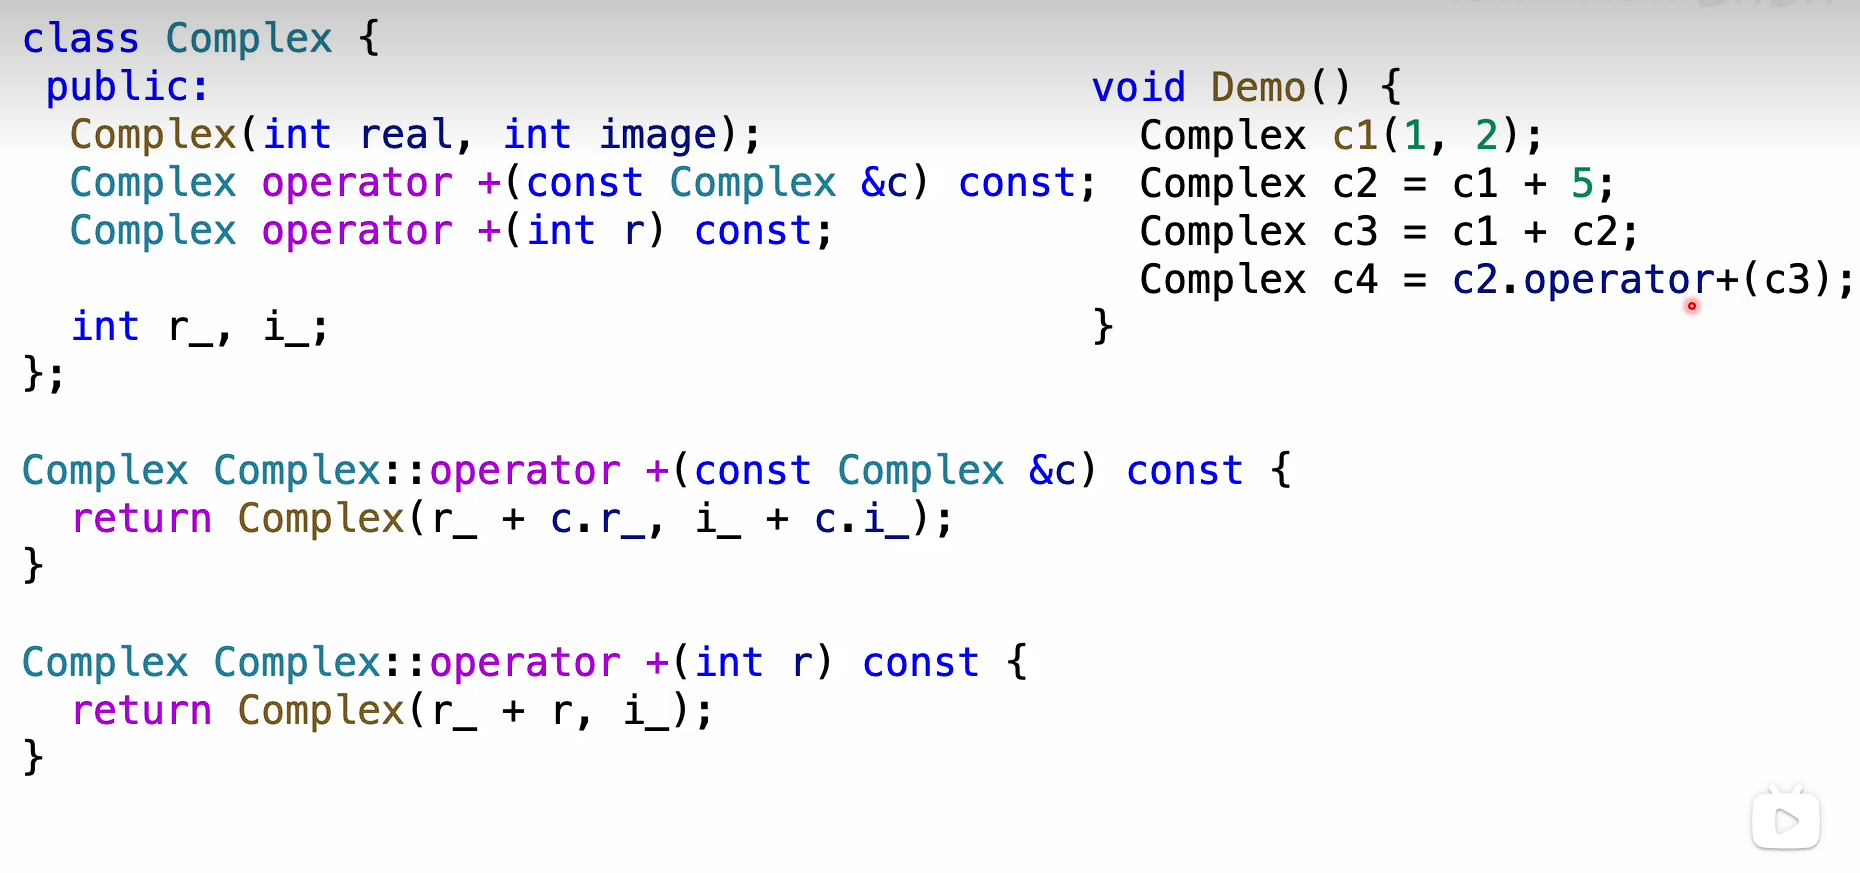 class Complex {
 public:
  Complex(int real, int image);
  Complex operator +(const Complex &c) const;
  Complex operator +(int r) const;

  int r_, i_;
};

Complex Complex::operator +(const Complex &c) const {
  return Complex(r_ + c.r_, i_ + c.i_);
}

Complex Complex::operator +(int r) const {
  return Complex(r_ + r, i_);
}

void Demo() {
  Complex c1(1, 2);
  Complex c2 = c1 + 5;
  Complex c3 = c1 + c2;
  Complex c4 = c2.operator+(c3);
}